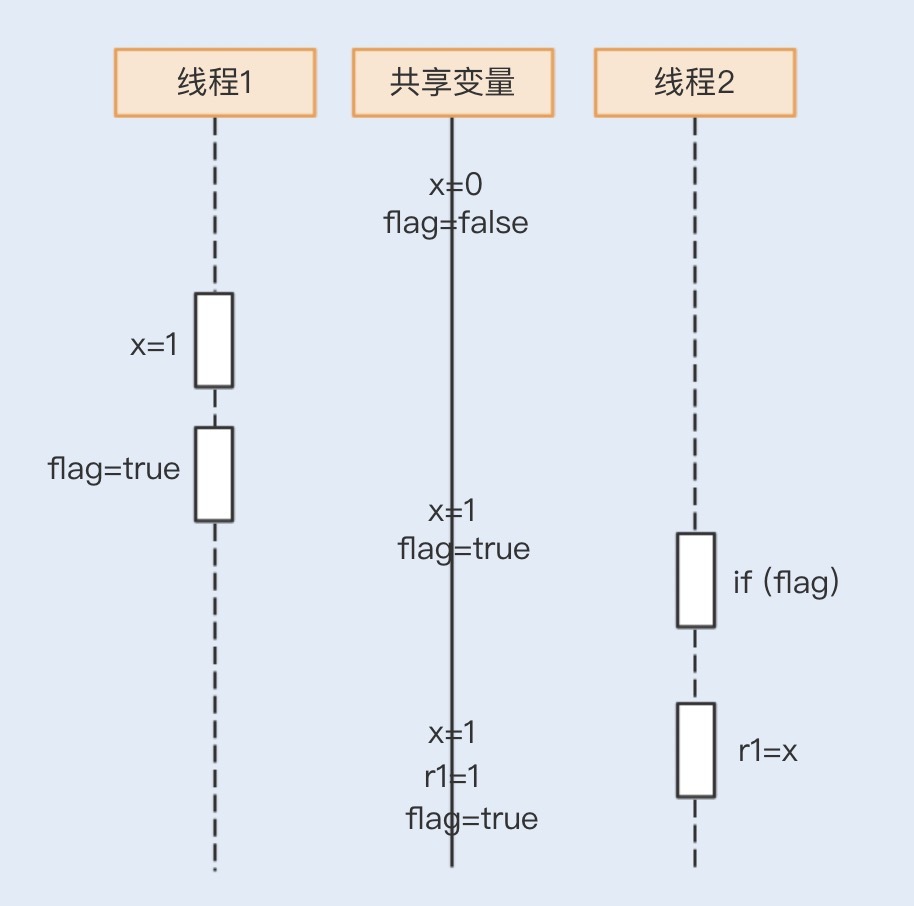 线程1
共享变量
线程2
x=0
flag=false
x=1
flag=true
x=1
flag=true
if (flag)
x=1
r1=x
r1=1
flag=true